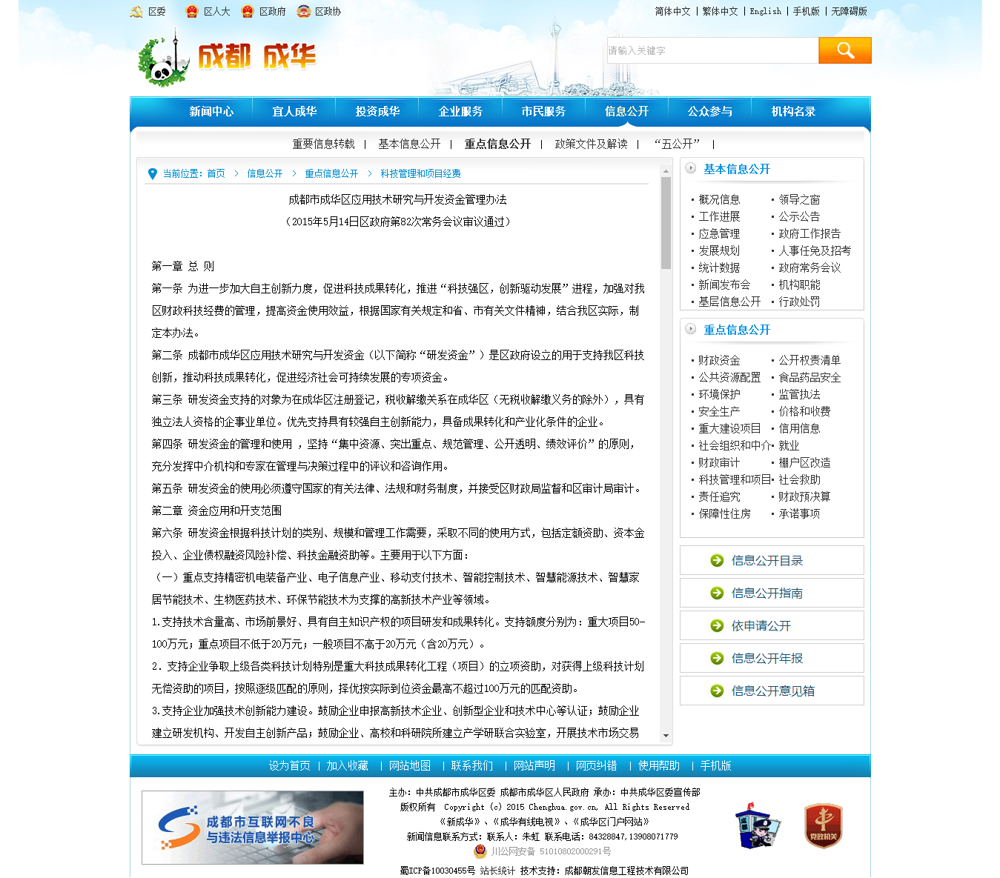 区委 区人大 区政府 区政协
简体中文 | 繁体中文 | English | 手机版 | 无障碍版
成都 成华
请输入关键字
新闻中心 宜人成华 投资成华 企业服务 市民服务 信息公开 公众参与 机构名录
重要信息转载 | 基本信息公开 | 重点信息公开 | 政策文件及解读 | “五公开” |
当前位置：首页 > 信息公开 > 重点信息公开 > 科技管理和项目经费
成都市成华区应用技术研究与开发资金管理办法
（2015年5月14日区政府第82次常务会议审议通过）
第一章 总 则
第一条 为进一步加大自主创新力度，促进科技成果转化，推进“科技强区，创新驱动发展”进程，加强对我
区财政科技经费的管理，提高资金使用效益，根据国家有关规定和省、市有关文件精神，结合我区实际，制
定本办法。
第二条 成都市成华区应用技术研究与开发资金（以下简称“研发资金”）是区政府设立的用于支持我区科技
创新，推动科技成果转化，促进经济社会可持续发展的专项资金。
第三条 研发资金支持的对象为在成华区注册登记，税收解缴关系在成华区（无税收解缴义务的除外），具有
独立法人资格的企事业单位。优先支持具有较强自主创新能力，具备成果转化和产业化条件的企业。
第四条 研发资金的管理和使用 ，坚持“集中资源、突出重点、规范管理、公开透明、绩效评价”的原则，
充分发挥中介机构和专家在管理与决策过程中的评议和咨询作用。
第五条 研发资金的使用必须遵守国家的有关法律、法规和财务制度，并接受区财政局监督和区审计局审计。
第二章 资金应用和开支范围
第六条 研发资金根据科技计划的类别、规模和管理工作需要，采取不同的使用方式，包括定额资助、资本金
投入、企业债权融资风险补偿、科技金融资助等。主要用于以下方面：
（一）重点支持精密机电装备产业、电子信息产业、移动支付技术、智能控制技术、智慧能源技术、智慧家
居节能技术、生物医药技术、环保节能技术为支撑的高新技术产业等领域。
1.支持技术含量高、市场前景好、具有自主知识产权的项目研发和成果转化。支持额度分别为：重大项目50-
100万元；重点项目不低于20万元；一般项目不高于20万元（含20万元）。
2．支持企业争取上级各类科技计划特别是重大科技成果转化工程（项目）的立项资助，对获得上级科技计划
无偿资助的项目，按照逐级匹配的原则，择优按实际到位资金最高不超过100万元的匹配资助。
3.支持企业加强技术创新能力建设。鼓励企业申报高新技术企业、创新型企业和技术中心等认证；鼓励企业
建立研发机构、开发自主创新产品；鼓励企业、高校和科研院所建立产学研联合实验室，开展技术市场交易
基本信息公开
概况信息 领导之窗
工作进展 公示公告
应急管理 政府工作报告
发展规划 人事任免及招考
统计数据 政府常务会议
新闻发布会 机构职能
基层信息公开 行政处罚
重点信息公开
财政资金 公开权责清单
公共资源配置 食品药品安全
环境保护 监管执法
安全生产 价格和收费
重大建设项目 信用信息
社会组织和中介 就业
财政审计 棚户区改造
科技管理和项目 社会救助
责任追究 财政预决算
保障性住房 承诺事项
信息公开目录
信息公开指南
依申请公开
信息公开年报
信息公开意见箱
设为首页 | 加入收藏 | 网站地图 | 联系我们 | 网站声明 | 网页纠错 | 使用帮助 | 手机版
成都市互联网不良
与违法信息举报中心
主办：中共成都市成华区委 成都市成华区人民政府 承办：中共成华区委宣传部
版权所有 Copyright (c) 2015 Chenghua.gov.cn, All Rights Reserved
《新成华》、《成华有线电视》、《成华区门户网站》
新闻信息联系方式：联系人：朱虹 联系电话：84328847,13908071779
川公网安备 51010802000291号
蜀ICP备10030455号 站长统计 技术支持：成都朝发信息工程技术有限公司
成都
党政机关